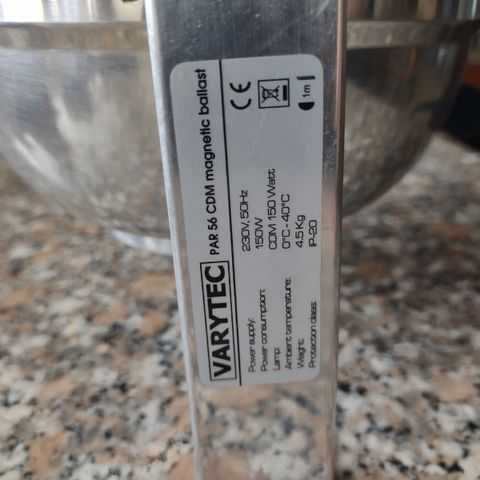 VARYTEC PAR 56 CDM magnetic ballast
Power supply: 230V, 50Hz
Power consumption: 150W
Lamp: CDM 150 Watt
Ambient temperature: 0°C - 40°C
Weight: 4.5 Kg
Protection class: IP-20
CE
1m